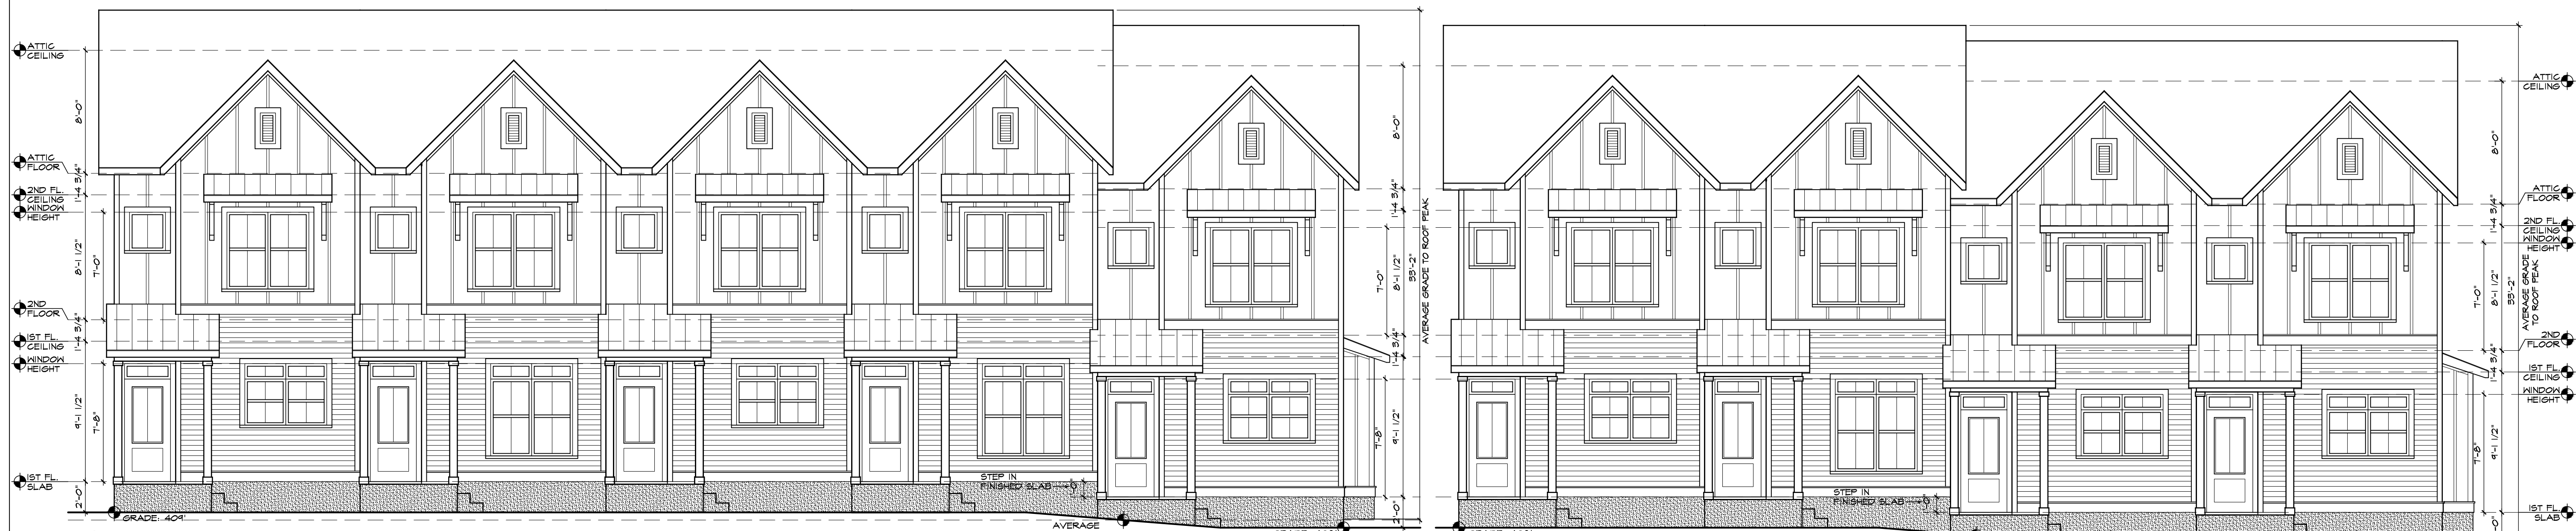 ATTIC
CEILING
8'-0"
ATTIC
FLOOR
1'-4 3/4"
2ND FL.
CEILING
WINDOW
HEIGHT
8'-1 1/2"
7'-0"
2ND
FLOOR
1'-4 3/4"
1ST FL.
CEILING
WINDOW
HEIGHT
9'-1 1/2"
7'-8"
1ST FL.
SLAB
2'-0"
GRADE: 409'
STEP IN
FINISHED SLAB
AVERAGE
8'-0"
1'-4 3/4"
AVERAGE GRADE TO ROOF PEAK
33'-2"
7'-0"
8'-1 1/2"
1'-4 3/4"
7'-8"
9'-1 1/2"
2'-0"
STEP IN
FINISHED SLAB
ATTIC
CEILING
8'-0"
ATTIC
FLOOR
1'-4 3/4"
2ND FL.
CEILING
WINDOW
HEIGHT
AVERAGE GRADE
TO ROOF PEAK
33'-2"
7'-0"
8'-1 1/2"
2ND
FLOOR
1'-4 3/4"
1ST FL.
CEILING
WINDOW
HEIGHT
7'-8"
9'-1 1/2"
1ST FL.
SLAB